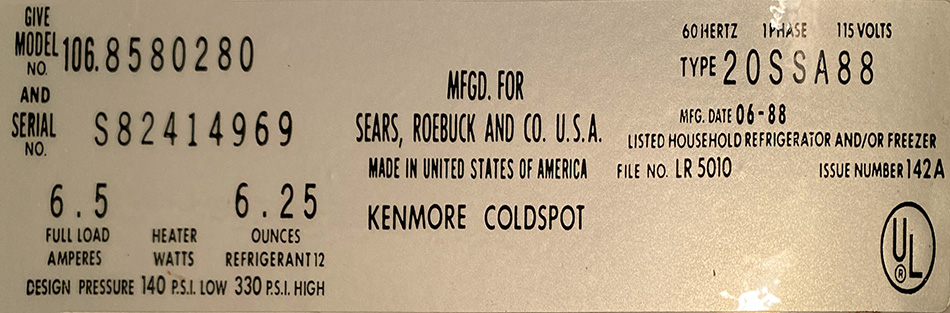 GIVE
MODEL NO. 106.8580280
AND
SERIAL NO. S82414969
6.5 6.25
FULL LOAD AMPERES HEATER WATTS OUNCES REFRIGERANT 12
DESIGN PRESSURE 140 P.S.I. LOW 330 P.S.I. HIGH
MFGD. FOR
SEARS, ROEBUCK AND CO. U.S.A.
MADE IN UNITED STATES OF AMERICA
KENMORE COLDSPOT
60 HERTZ 1 PHASE 115 VOLTS
TYPE 20SSA88
MFG. DATE 06-88
LISTED HOUSEHOLD REFRIGERATOR AND/OR FREEZER
FILE NO. LR 5010 ISSUE NUMBER 142A
UL ®